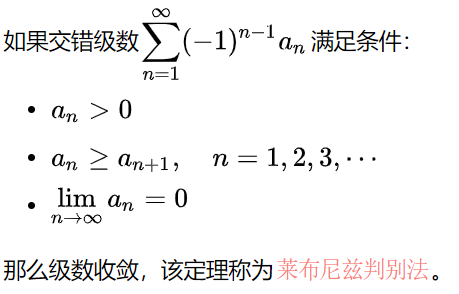 如果交错级数 $\sum_{n=1}^{\infty}(-1)^{n-1}a_n$ 满足条件：
• $a_n > 0$
• $a_n \geq a_{n+1}, \quad n = 1, 2, 3, \cdots$
• $\lim_{n \to \infty} a_n = 0$
那么级数收敛，该定理称为 莱布尼兹判别法 。